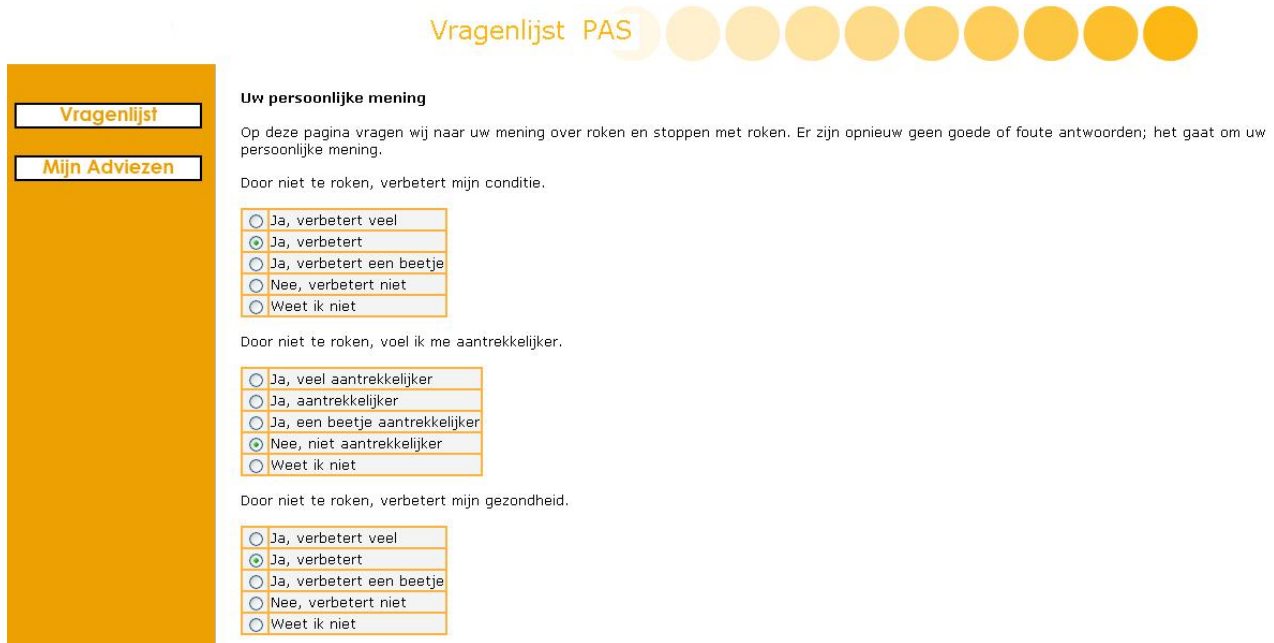 Vragenlijst PAS
Vragenlijst
Mijn Adviezen
Uw persoonlijke mening
Op deze pagina vragen wij naar uw mening over roken en stoppen met roken. Er zijn opnieuw geen goede of foute antwoorden; het gaat om uw
persoonlijke mening.
Door niet te roken, verbetert mijn conditie.
Ja, verbetert veel
Ja, verbetert
Ja, verbetert een beetje
Nee, verbetert niet
Weet ik niet
Door niet te roken, voel ik me aantrekkelijker.
Ja, veel aantrekkelijker
Ja, aantrekkelijker
Ja, een beetje aantrekkelijker
Nee, niet aantrekkelijker
Weet ik niet
Door niet te roken, verbetert mijn gezondheid.
Ja, verbetert veel
Ja, verbetert
Ja, verbetert een beetje
Nee, verbetert niet
Weet ik niet